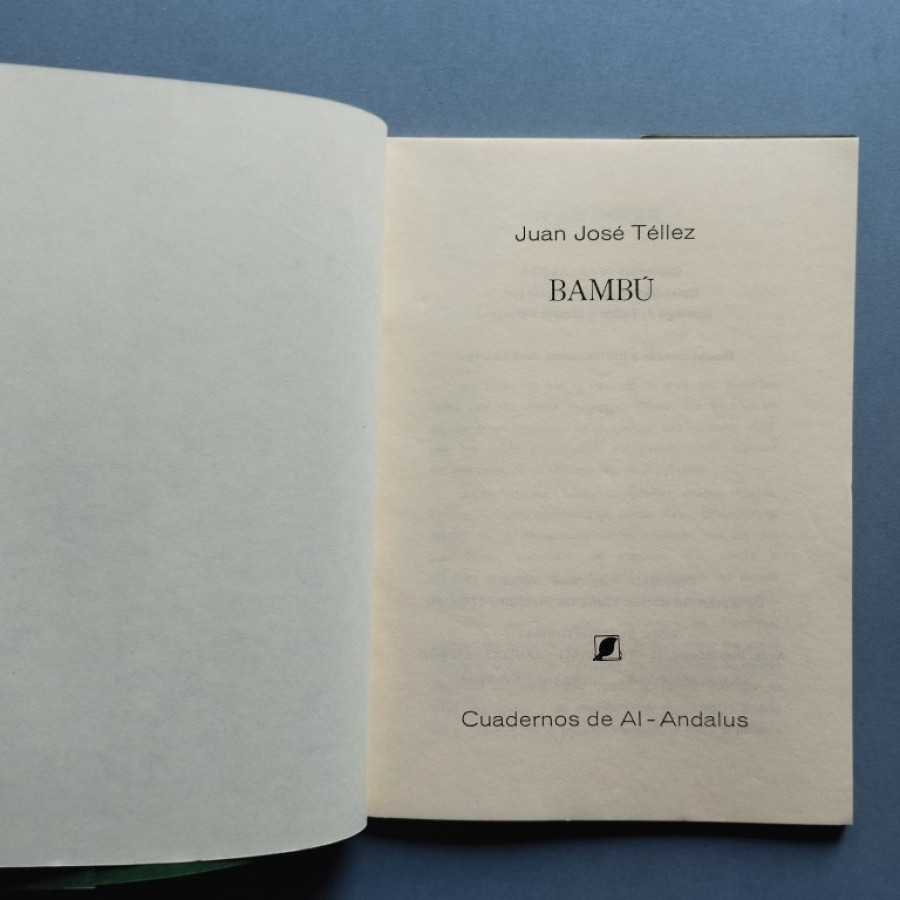 Juan José Téllez
BAMBÚ
Cuadernos de Al-Andalus